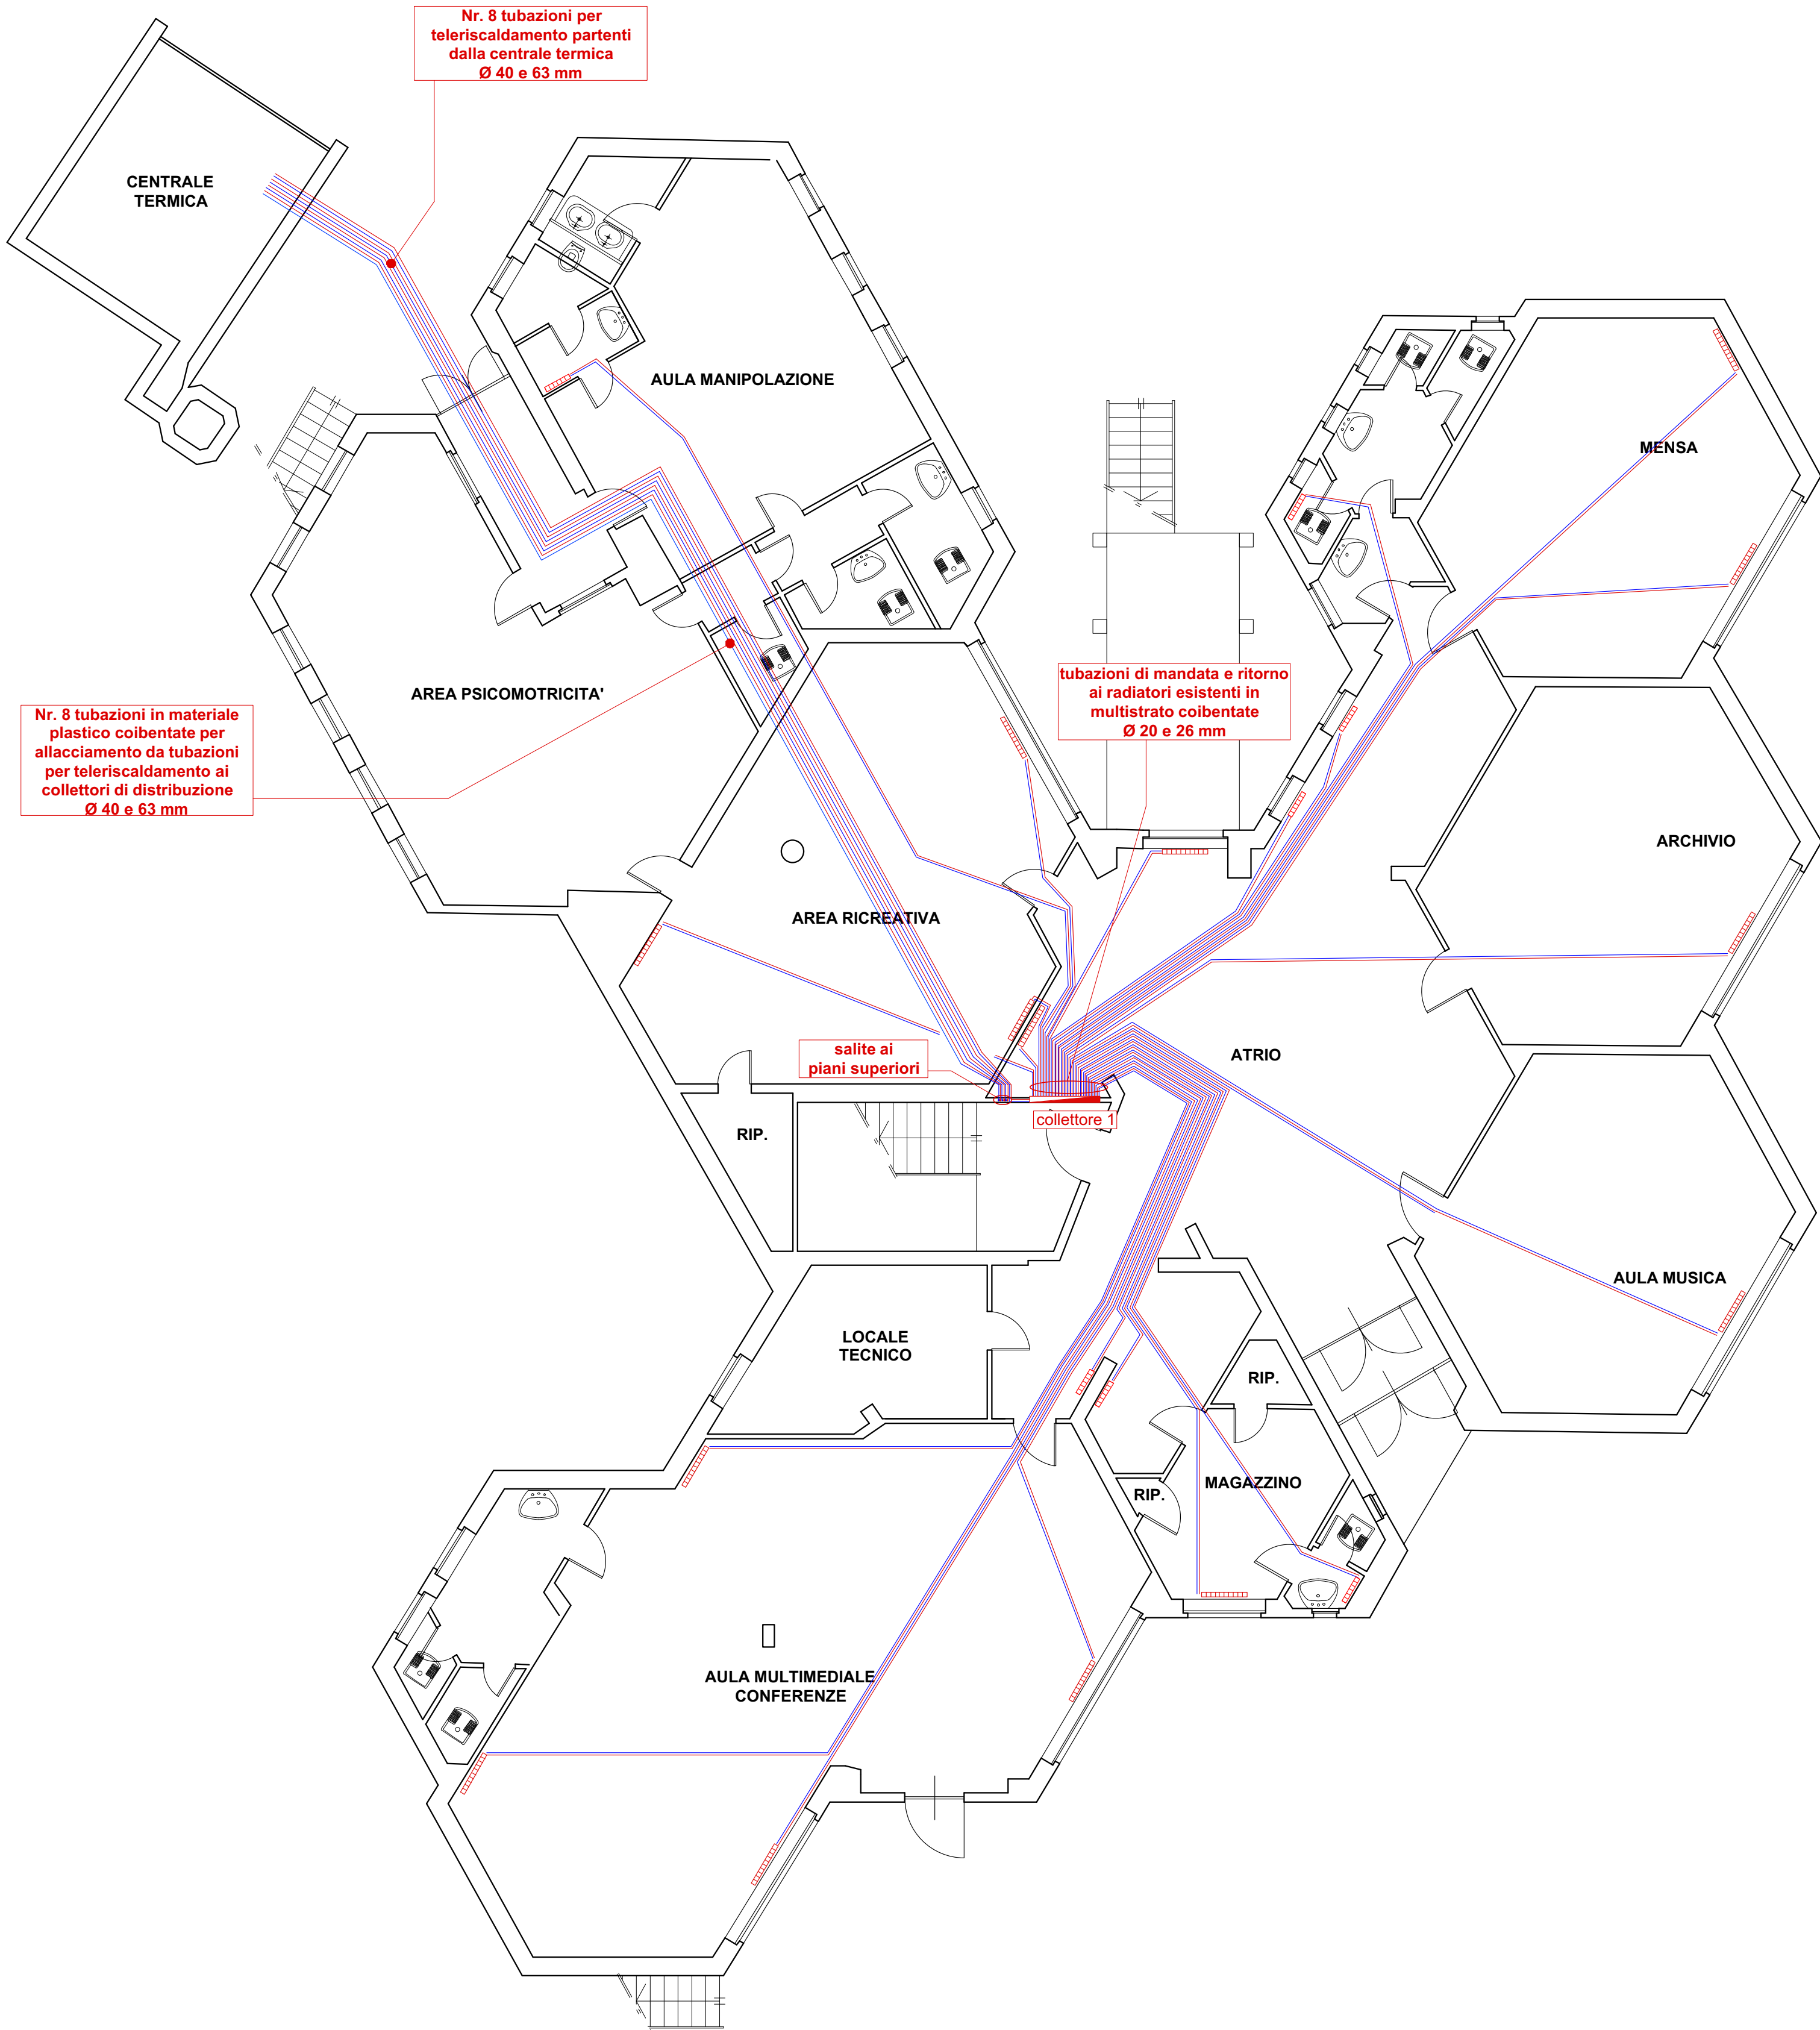 Nr. 8 tubazioni per
teleriscaldamento partenti
dalla centrale termica
Ø 40 e 63 mm
CENTRALE
TERMICA
AULA MANIPOLAZIONE
MENSA
AREA PSICOMOTRICITA'
tubazioni di mandata e ritorno
ai radiatori esistenti in
multistrato coibentate
Ø 20 e 26 mm
Nr. 8 tubazioni in materiale
plastico coibentate per
allacciamento da tubazioni
per teleriscaldamento ai
collettori di distribuzione
Ø 40 e 63 mm
ARCHIVIO
AREA RICREATIVA
salite ai
piani superiori
ATRIO
collettore 1
RIP.
AULA MUSICA
LOCALE
TECNICO
RIP.
MAGAZZINO
RIP.
AULA MULTIMEDIALE
CONFERENZE